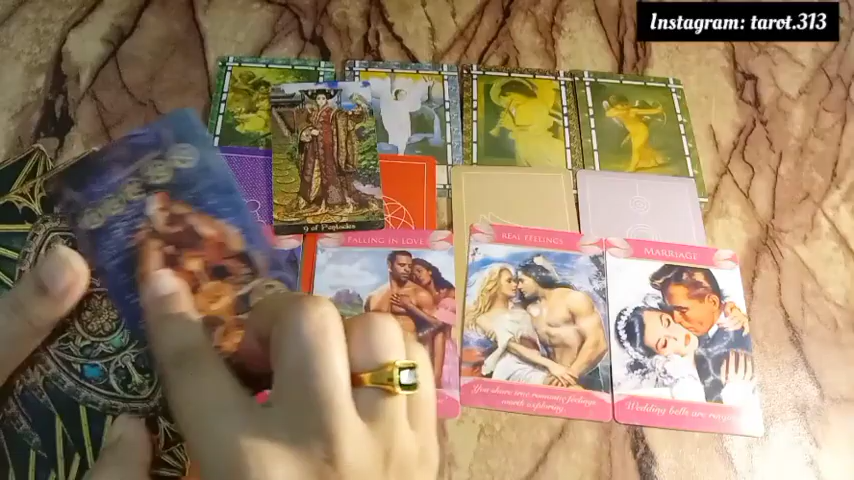 Instagram: tarot.313
9 of Pentacles
FALLING IN LOVE
REAL FEELINGS
MARRIAGE
You share true romantic feelings
worth exploring.
Wedding bells are